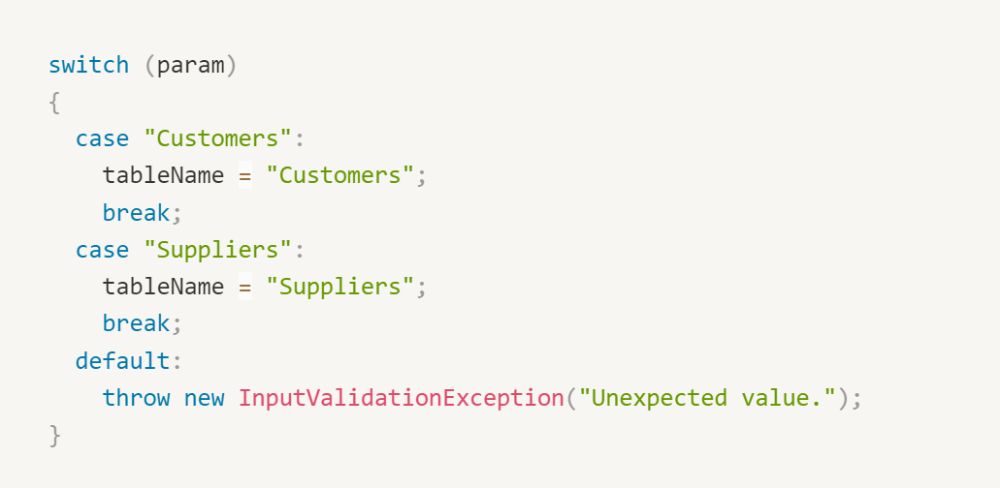 switch (param)
{
  case "Customers":
    tableName = "Customers";
    break;
  case "Suppliers":
    tableName = "Suppliers";
    break;
  default:
    throw new InputValidationException("Unexpected value.");
}